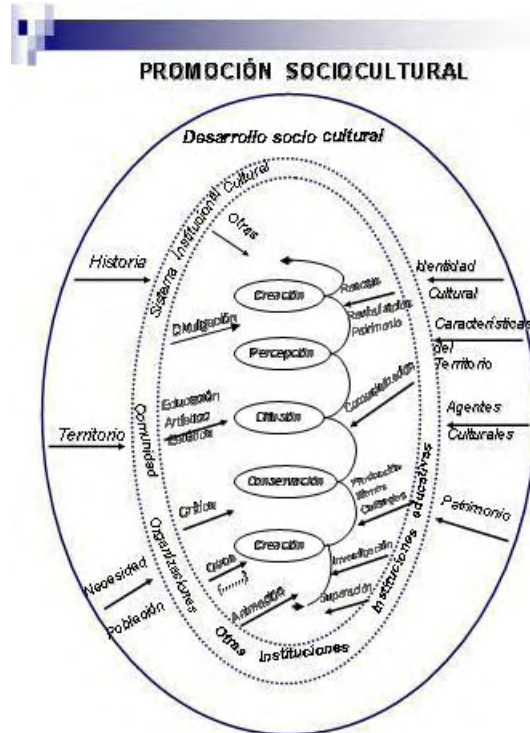 PROMOCIÓN SOCIOCULTURAL
Desarrollo socio cultural
Sistema Institucional Cultural
Otras
Historia
Identidad
Cultural
Creación
Rescate
Revitalización
Patrimonio
Divulgación
Características
del
Territorio
Percepción
Comercialización
Educación
Artística
Estética
Difusión
Agentes
Culturales
Territorio
Comunidad
Conservación
Producción
Bienes
Culturales
Instituciones educativas
Patrimonio
Crítica
Organizaciones
Creación
Investigación
Necesidad
Población
Otros
(.......)
Superación
Animación
Otras Instituciones